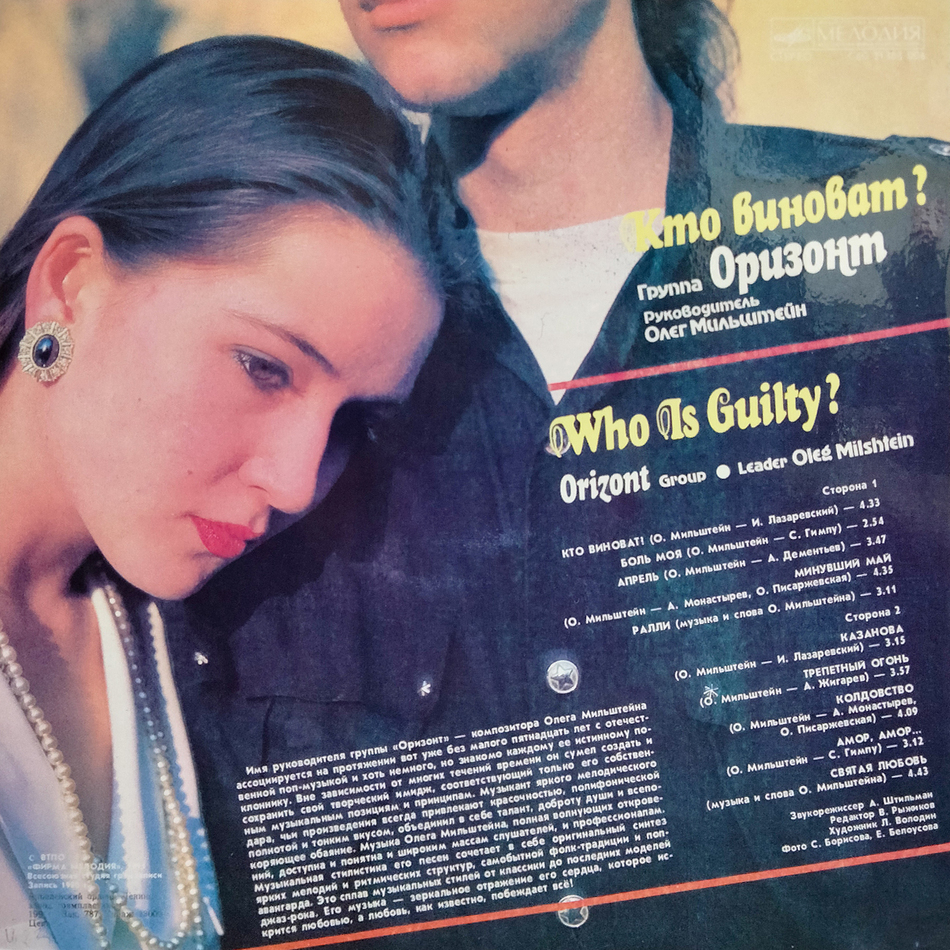 МЕЛОДИЯ
Кто виноват?
Группа Оризонт
Руководитель
Олег Мильштейн
Who Is Guilty?
Orizont Group ● Leader Oleg Milshtein
Сторона 1
КТО ВИНОВАТ! (О. Мильштейн — И. Лазаревский) — 4.33
БОЛЬ МОЯ (О. Мильштейн — С. Гимпу) — 2.54
АПРЕЛЬ (О. Мильштейн — А. Дементьев) — 3.47
МИНУВШИЙ МАЙ
(О. Мильштейн — А. Монастырев, О. Писаржевская) — 4.35
РАЛЛИ (музыка и слова О. Мильштейна) — 3.11
Сторона 2
КАЗАНОВА
(О. Мильштейн — И. Лазаревский) — 3.15
ТРЕПЕТНЫЙ ОГОНЬ
(О. Мильштейн — А. Жигарев) — 3.57
КОЛДОВСТВО
(О. Мильштейн — А. Монастырев,
О. Писаржевская) — 4.09
АМОР, АМОР...
(О. Мильштейн — С. Гимпу) — 3.12
СВЯТАЯ ЛЮБОВЬ
(музыка и слова О. Мильштейна) — 4.43
Звукорежиссер А. Штильман
Редактор В. Рыжиков
Художник Л. Володин
Фото С. Борисова, Е. Белоусова
Имя руководителя группы «Оризонт» — композитора Олега Мильштейна
ассоциируется на протяжении вот уже без малого пятнадцать лет с отечест-
венной поп-музыкой и хоть немного, но знакомо каждому ее истинному по-
клоннику. Вне зависимости от многих течений времени он сумел создать и
сохранить свой творческий имидж, соответствующий только его собствен-
ным музыкальным позициям и принципам. Музыкант яркого мелодического
дара, чьи произведения всегда привлекают красочностью, полифонической
полнотой и тонким вкусом, объединил в себе талант, доброту души и всепо-
коряющее обаяние. Музыка Олега Мильштейна, полная волнующих открове-
ний, доступна и понятна и широким массам слушателей, и профессионалам.
Музыкальная стилистика его песен сочетает в себе оригинальный синтез
ярких мелодий и ритмических структур, самобытной фолк-традиции и поп-
авангарда. Это сплав музыкальных стилей от классики до последних моделей
джаз-рока. Его музыка — зеркальное отражение его сердца, которое ис-
крится любовью, а любовь, как известно, побеждает всё!
ВТПО
«ФИРМА МЕЛОДИЯ»,
Всесоюзная студия грамзаписи
Запись
Зак. 787